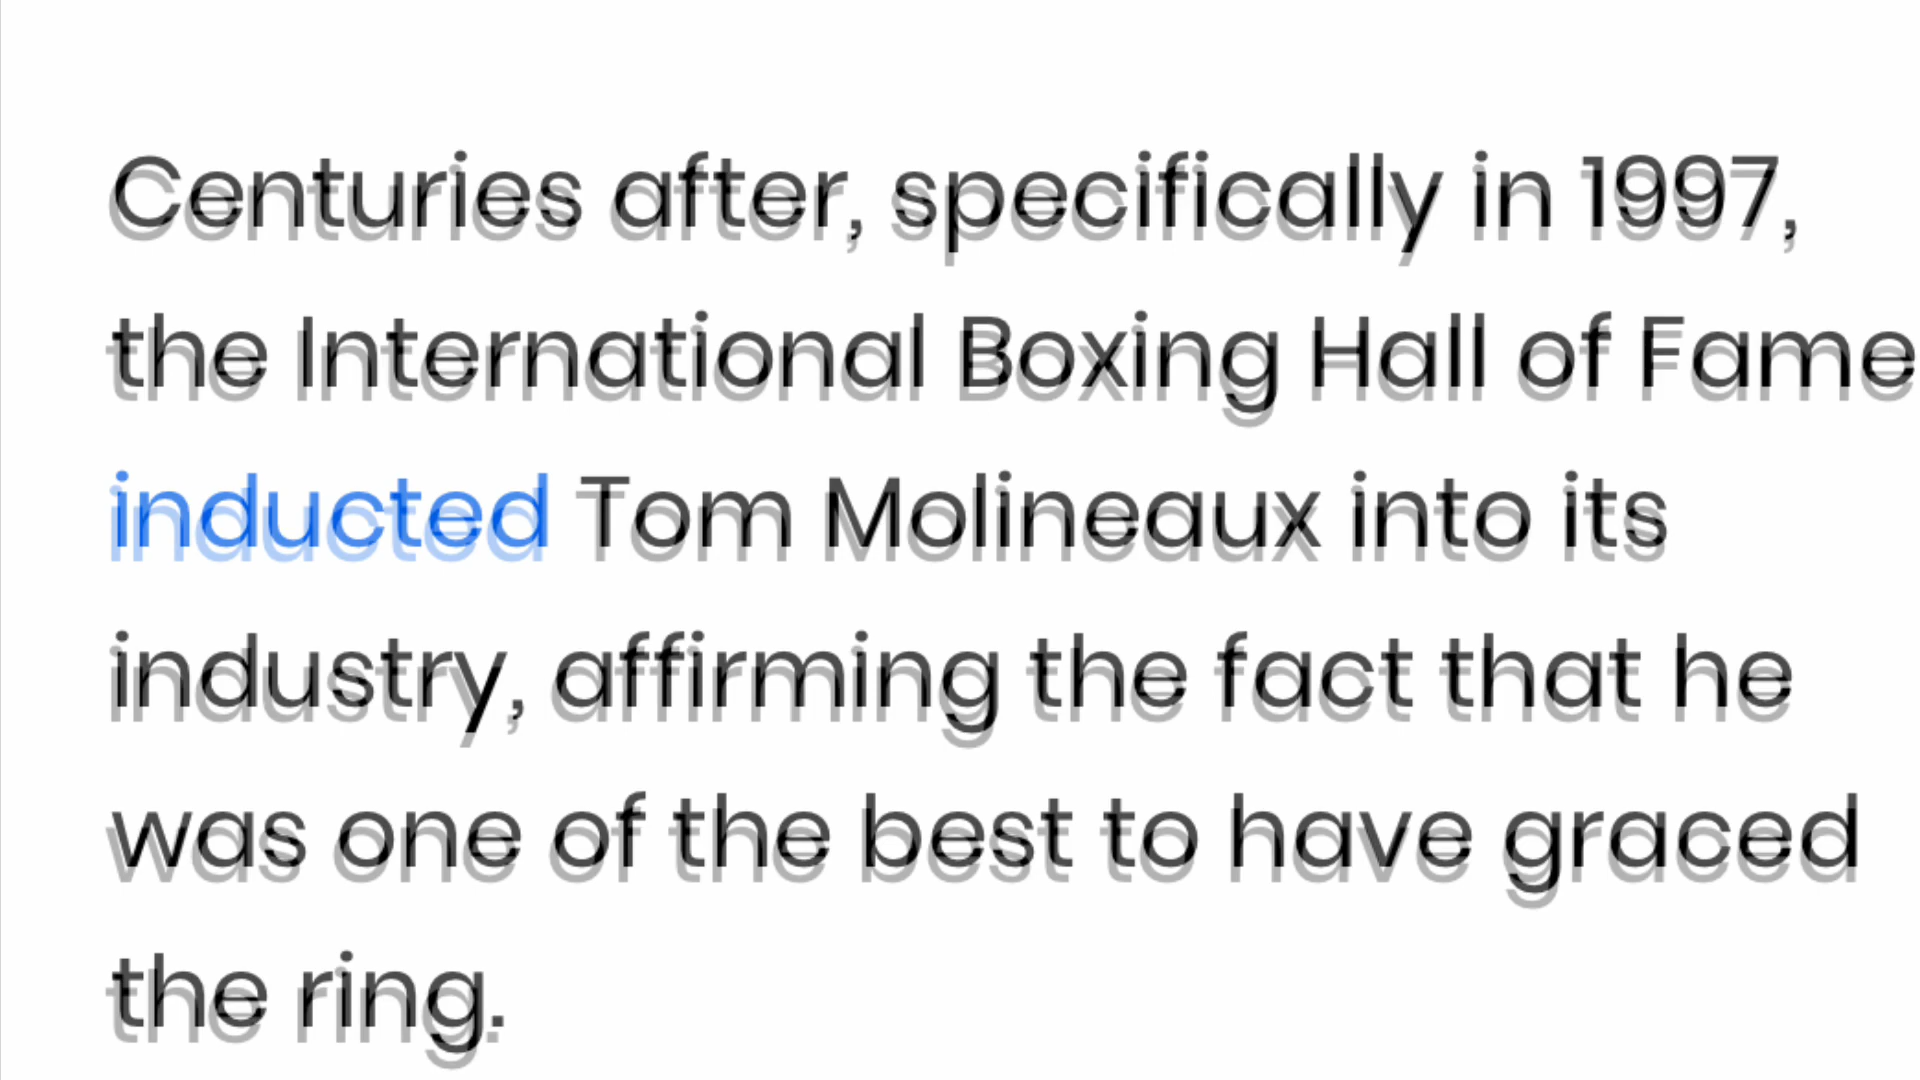 Centuries after, specifically in 1997,
the International Boxing Hall of Fame
inducted Tom Molineaux into its
industry, affirming the fact that he
was one of the best to have graced
the ring.